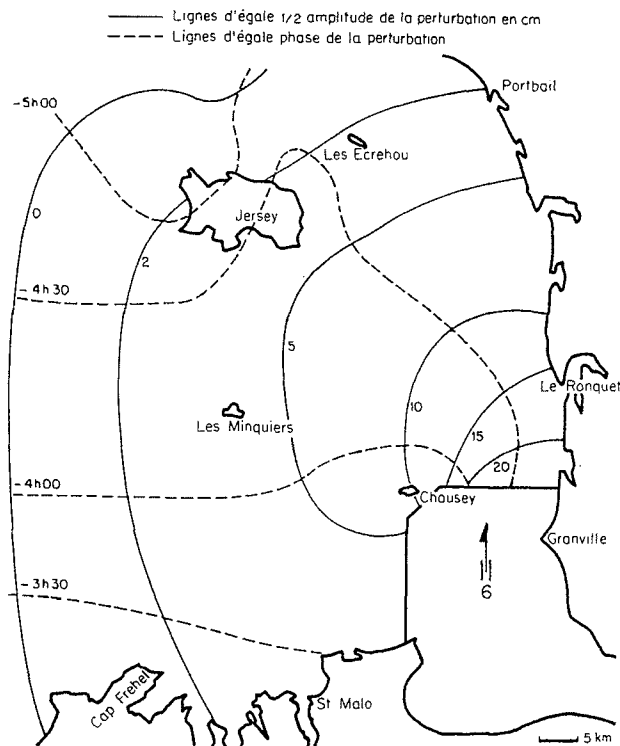 Lignes d'égale 1/2 amplitude de la perturbation en cm
Lignes d'égale phase de la perturbation
Portbail
-5h00
Les Ecrehou
0
Jersey
2
-4h30
5
10
Le Ronquet
Les Minquiers
15
20
-4h00
Chausey
Granville
-3h30
6
Cap Frehel
St Malo
5 km